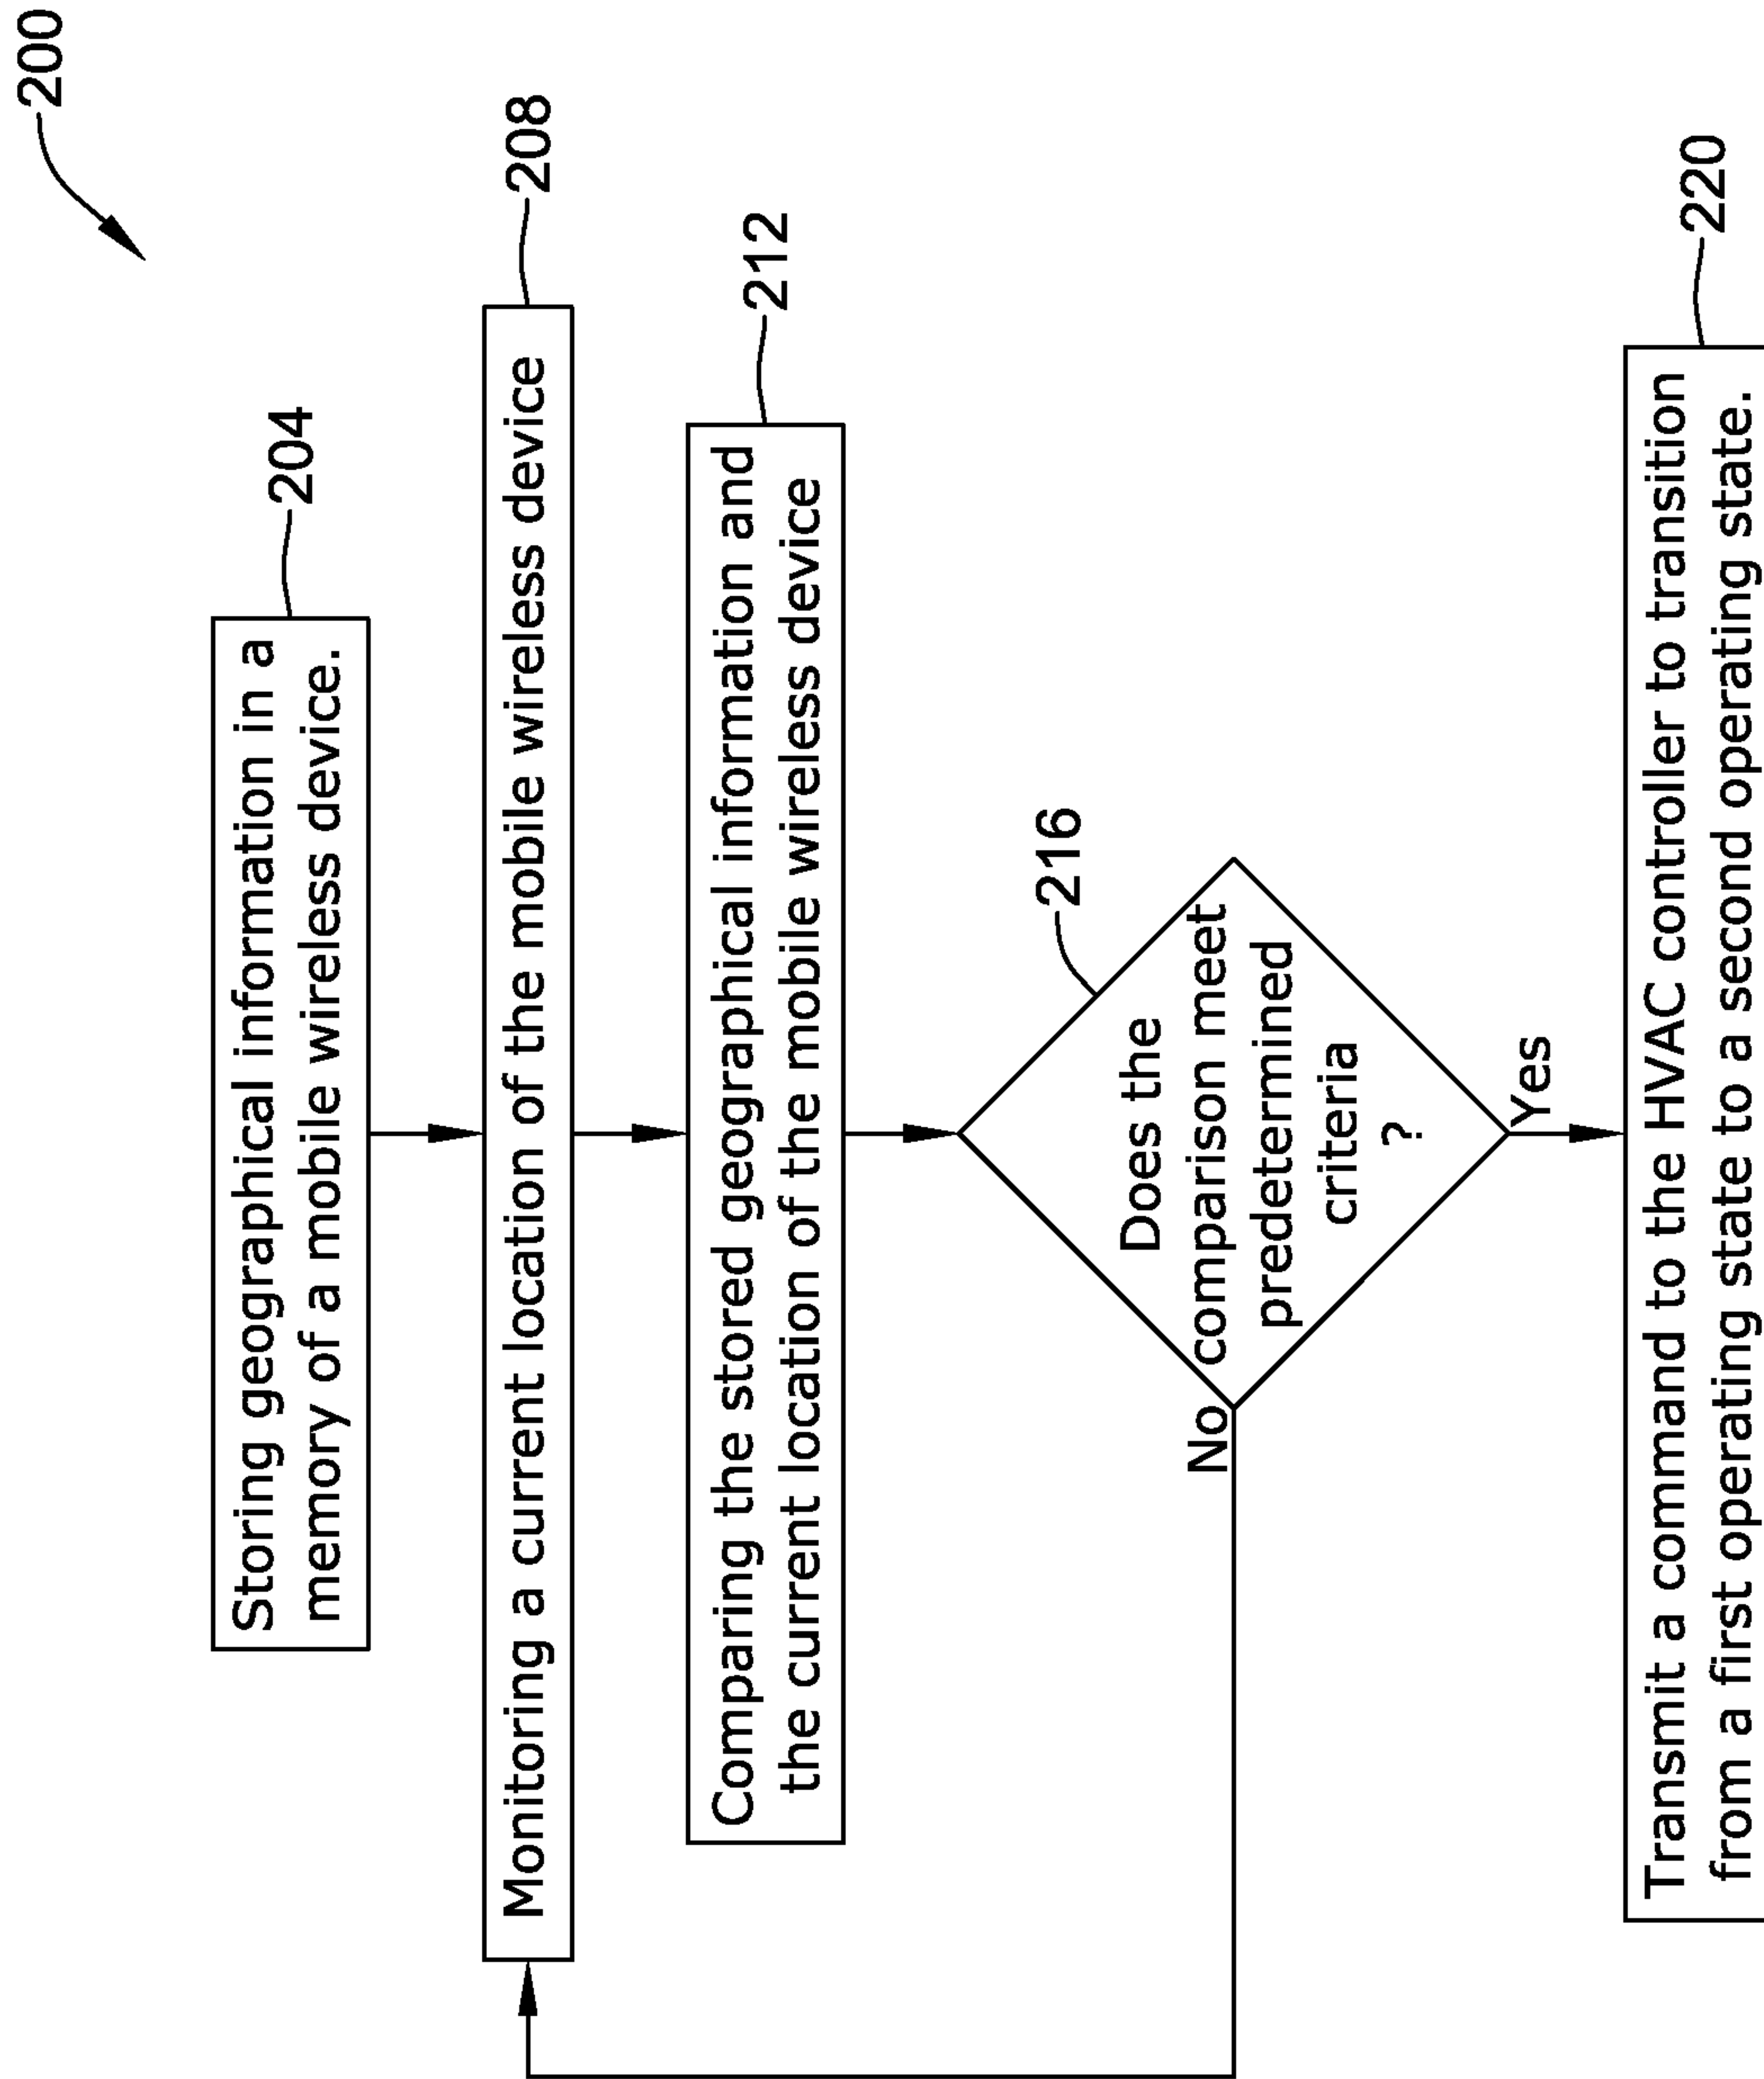 200
Storing geographical information in a
memory of a mobile wireless device.
204
Monitoring a current location of the mobile wireless device
208
Comparing the stored geographical information and
the current location of the mobile wireless device
212
216
Does the
comparison meet
predetermined
criteria
?
No
Yes
Transmit a command to the HVAC controller to transition
from a first operating state to a second operating state.
220